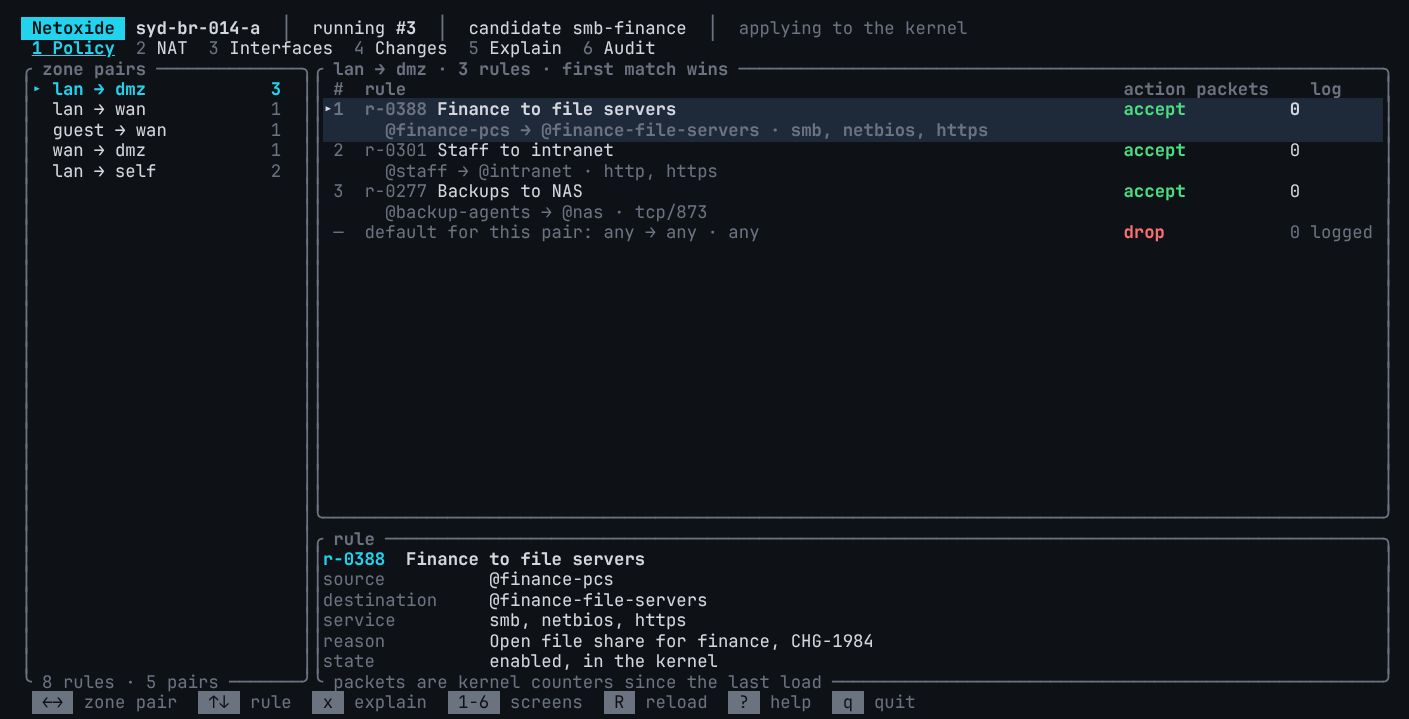 Netoxide syd-br-014-a │ running #3 │ candidate smb-finance │ applying to the kernel
1 Policy 2 NAT 3 Interfaces 4 Changes 5 Explain 6 Audit
zone pairs
▸ lan → dmz 3
lan → wan 1
guest → wan 1
wan → dmz 1
lan → self 2
8 rules · 5 pairs
lan → dmz · 3 rules · first match wins
# rule action packets log
▸1 r-0388 Finance to file servers accept 0
@finance-pcs → @finance-file-servers · smb, netbios, https
2 r-0301 Staff to intranet accept 0
@staff → @intranet · http, https
3 r-0277 Backups to NAS accept 0
@backup-agents → @nas · tcp/873
— default for this pair: any → any · any drop 0 logged
rule
r-0388 Finance to file servers
source @finance-pcs
destination @finance-file-servers
service smb, netbios, https
reason Open file share for finance, CHG-1984
state enabled, in the kernel
packets are kernel counters since the last load
↔ zone pair ↑↓ rule x explain 1-6 screens R reload ? help q quit